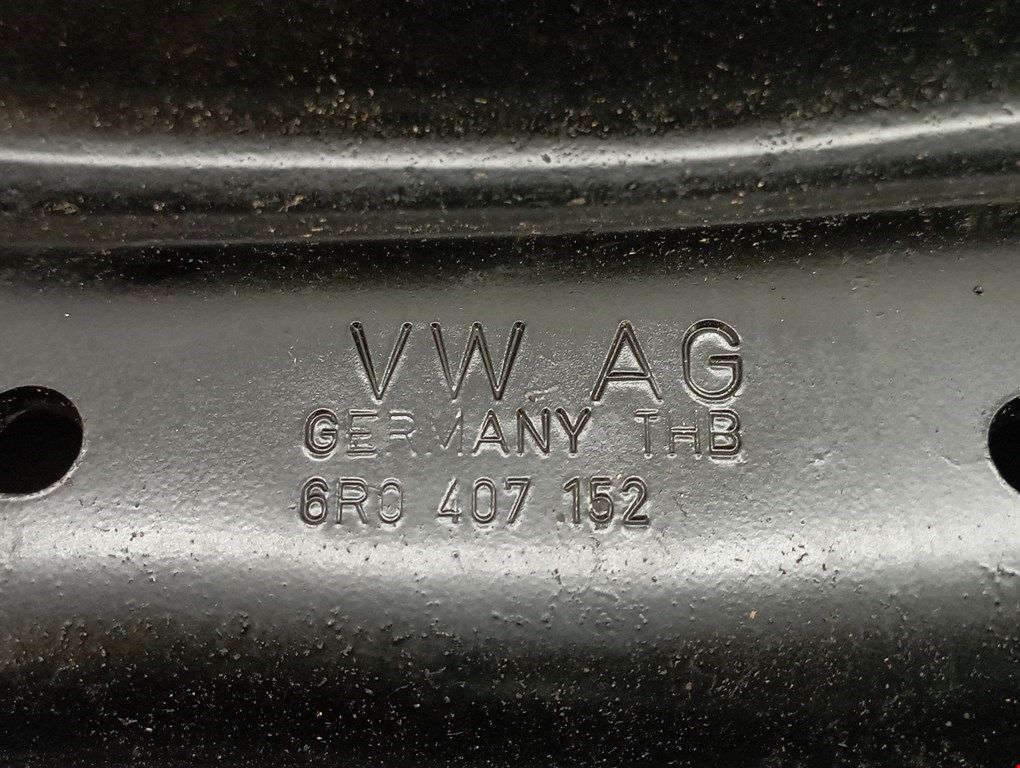 VW AG
GERMANY THB
6R0 407 152